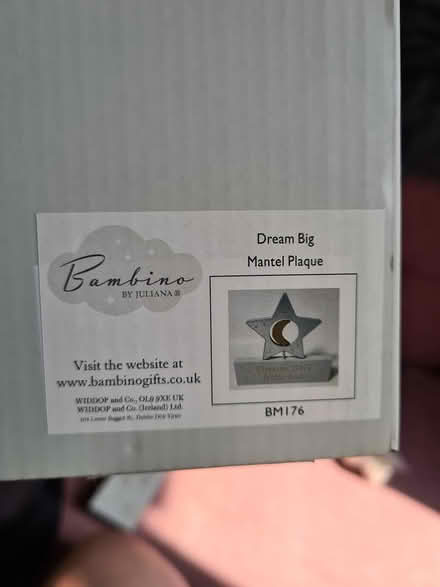 Bambino
BY JULIANA ®
Visit the website at
www.bambinogifts.co.uk
WIDDOP and Co., OL9 9XE UK
WIDDOP and Co. (Ireland) Ltd.
Dream Big
Mantel Plaque
BM176